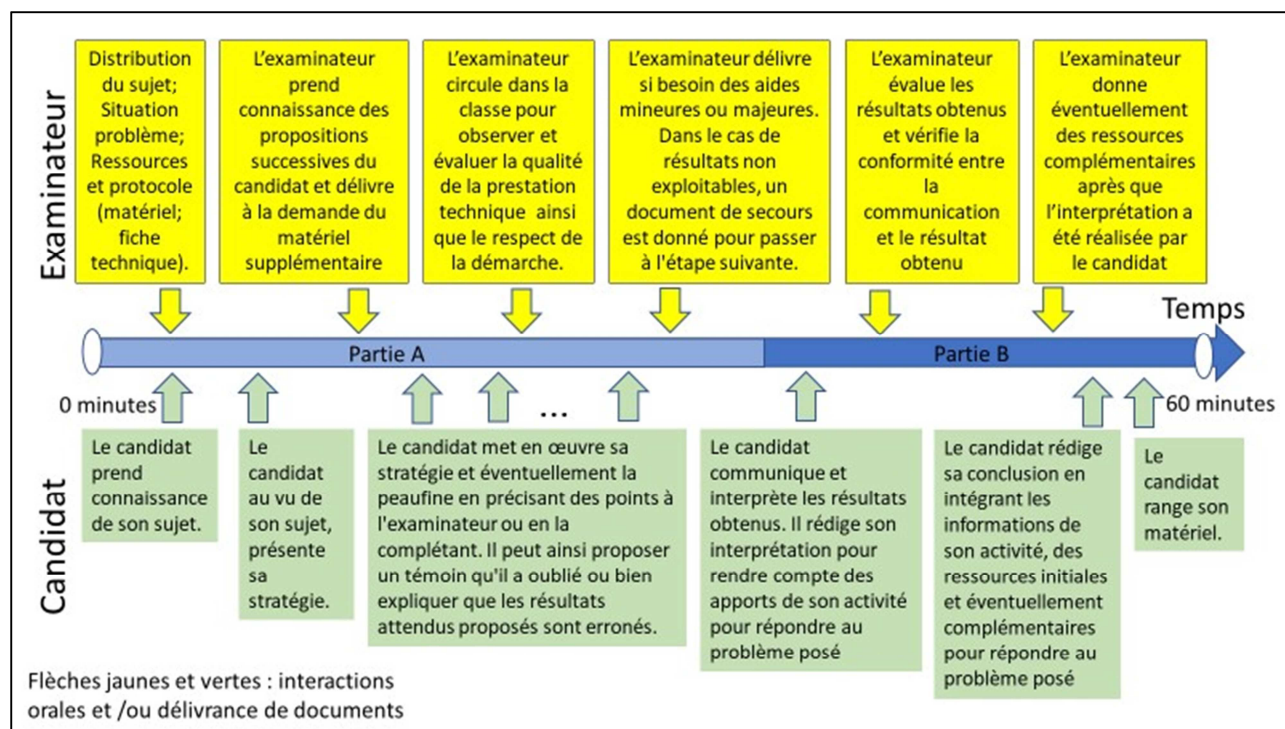 Examinateur
Distribution
du sujet;
Situation
problème;
Ressources
et protocole
(matériel;
fiche
technique).
L’examinateur
prend
connaissance des
propositions
successives du
candidat et délivre
à la demande du
matériel
supplémentaire
L’examinateur
circule dans la
classe pour
observer et
évaluer la qualité
de la prestation
technique ainsi
que le respect de
la démarche.
L’examinateur délivre
si besoin des aides
mineures ou majeures.
Dans le cas de
résultats non
exploitables, un
document de secours
est donné pour passer
à l'étape suivante.
L’examinateur
évalue les
résultats obtenus
et vérifie la
conformité entre
la
communication
et le résultat
obtenu
L’examinateur
donne
éventuellement
des ressources
complémentaires
après que
l’interprétation a
été réalisée par
le candidat
Temps
Partie A
Partie B
0 minutes
...
60 minutes
Candidat
Le candidat
prend
connaissance
de son sujet.
Le
candidat
au vu de
son sujet,
présente
sa
stratégie.
Le candidat met en œuvre sa
stratégie et éventuellement la
peaufine en précisant des points à
l'examinateur ou en la
complétant. Il peut ainsi proposer
un témoin qu'il a oublié ou bien
expliquer que les résultats
attendus proposés sont erronés.
Le candidat
communique et
interprète les résultats
obtenus. Il rédige son
interprétation pour
rendre compte des
apports de son activité
pour répondre au
problème posé
Le candidat rédige
sa conclusion en
intégrant les
informations de
son activité, des
ressources initiales
et éventuellement
complémentaires
pour répondre au
problème posé
Le
candidat
range son
matériel.
Flèches jaunes et vertes : interactions
orales et /ou délivrance de documents